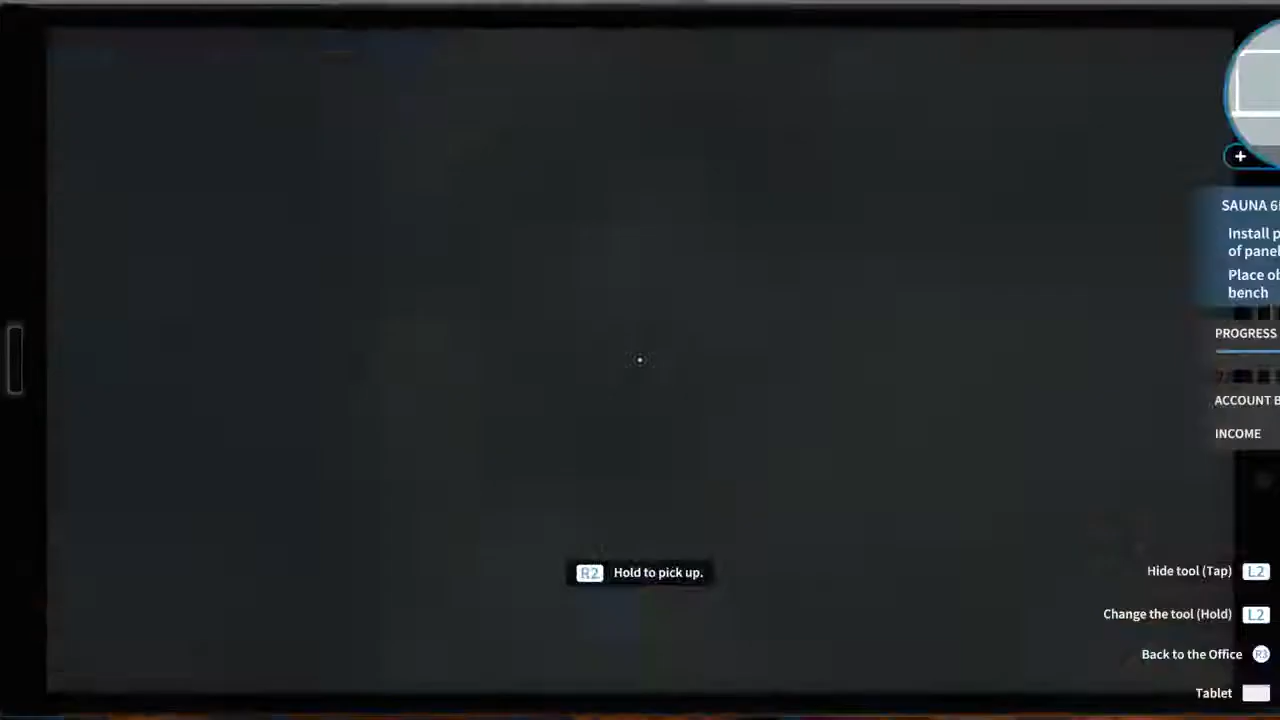 +
SAUNA 6
Install p
of panel
Place ob
bench
PROGRESS
ACCOUNT B
INCOME
R2 Hold to pick up.
Hide tool (Tap) L2
Change the tool (Hold) L2
Back to the Office R3
Tablet